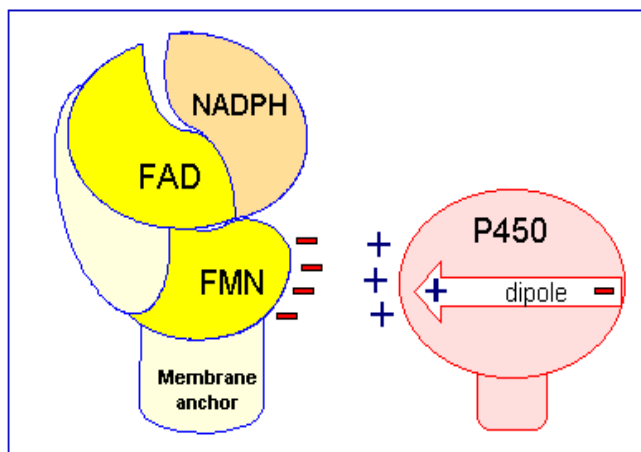 NADPH
FAD
P450
FMN
+
+
+
+
dipole
-
-
-
-
-
Membrane
anchor